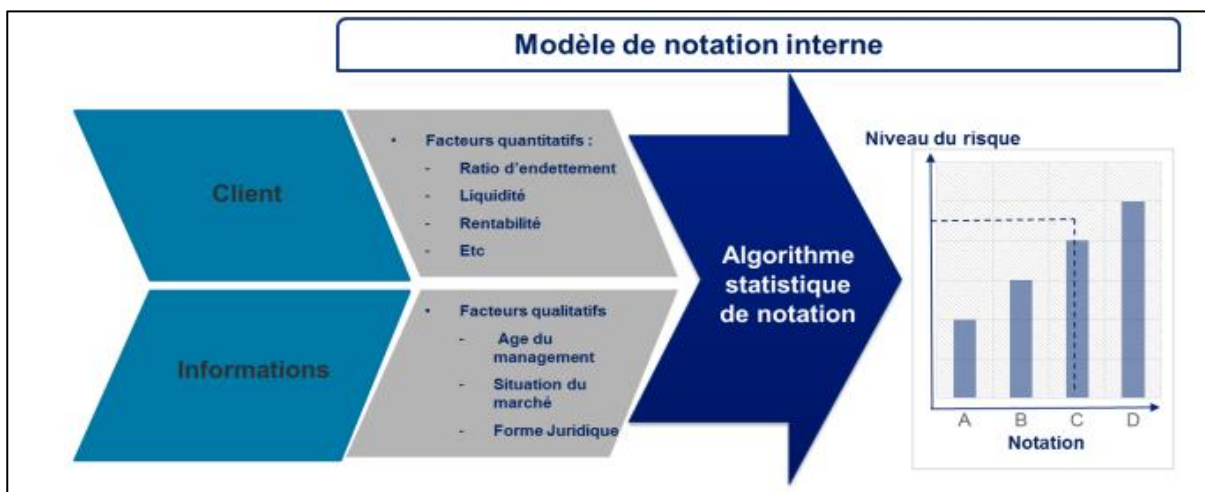 Modèle de notation interne
Client
• Facteurs quantitatifs :
- Ratio d'endettement
- Liquidité
- Rentabilité
- Etc
Informations
• Facteurs qualitatifs
- Age du
management
- Situation du
marché
- Forme Juridique
Algorithme
statistique
de notation
Niveau du risque
A B C D
Notation